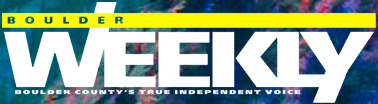 BOULDER
WEEKLY
BOULDER COUNTY'S TRUE INDEPENDENT VOICE